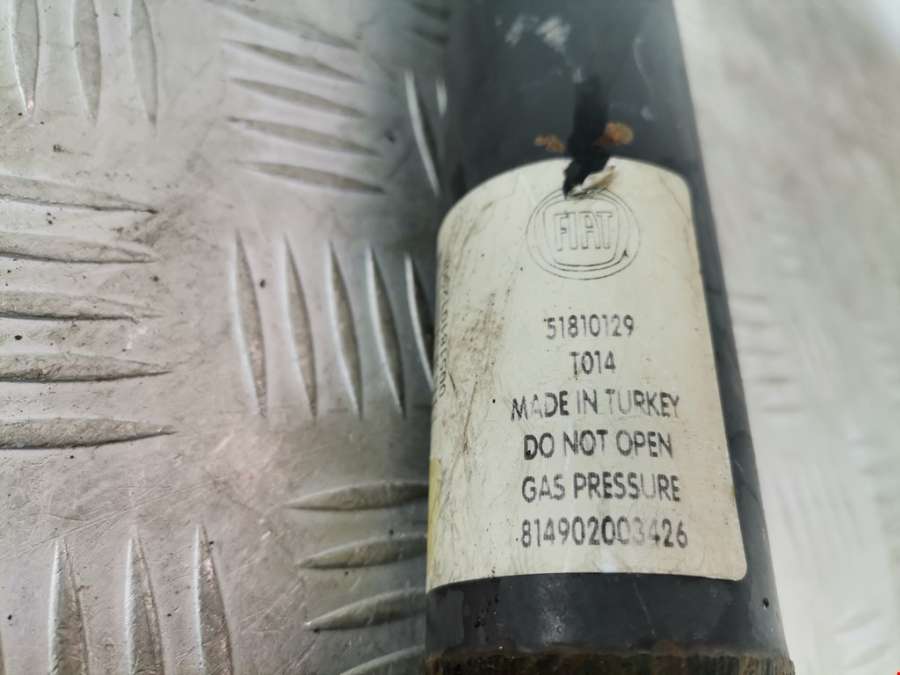 FIAT
51810129
T014
MADE IN TURKEY
DO NOT OPEN
GAS PRESSURE
814902003426